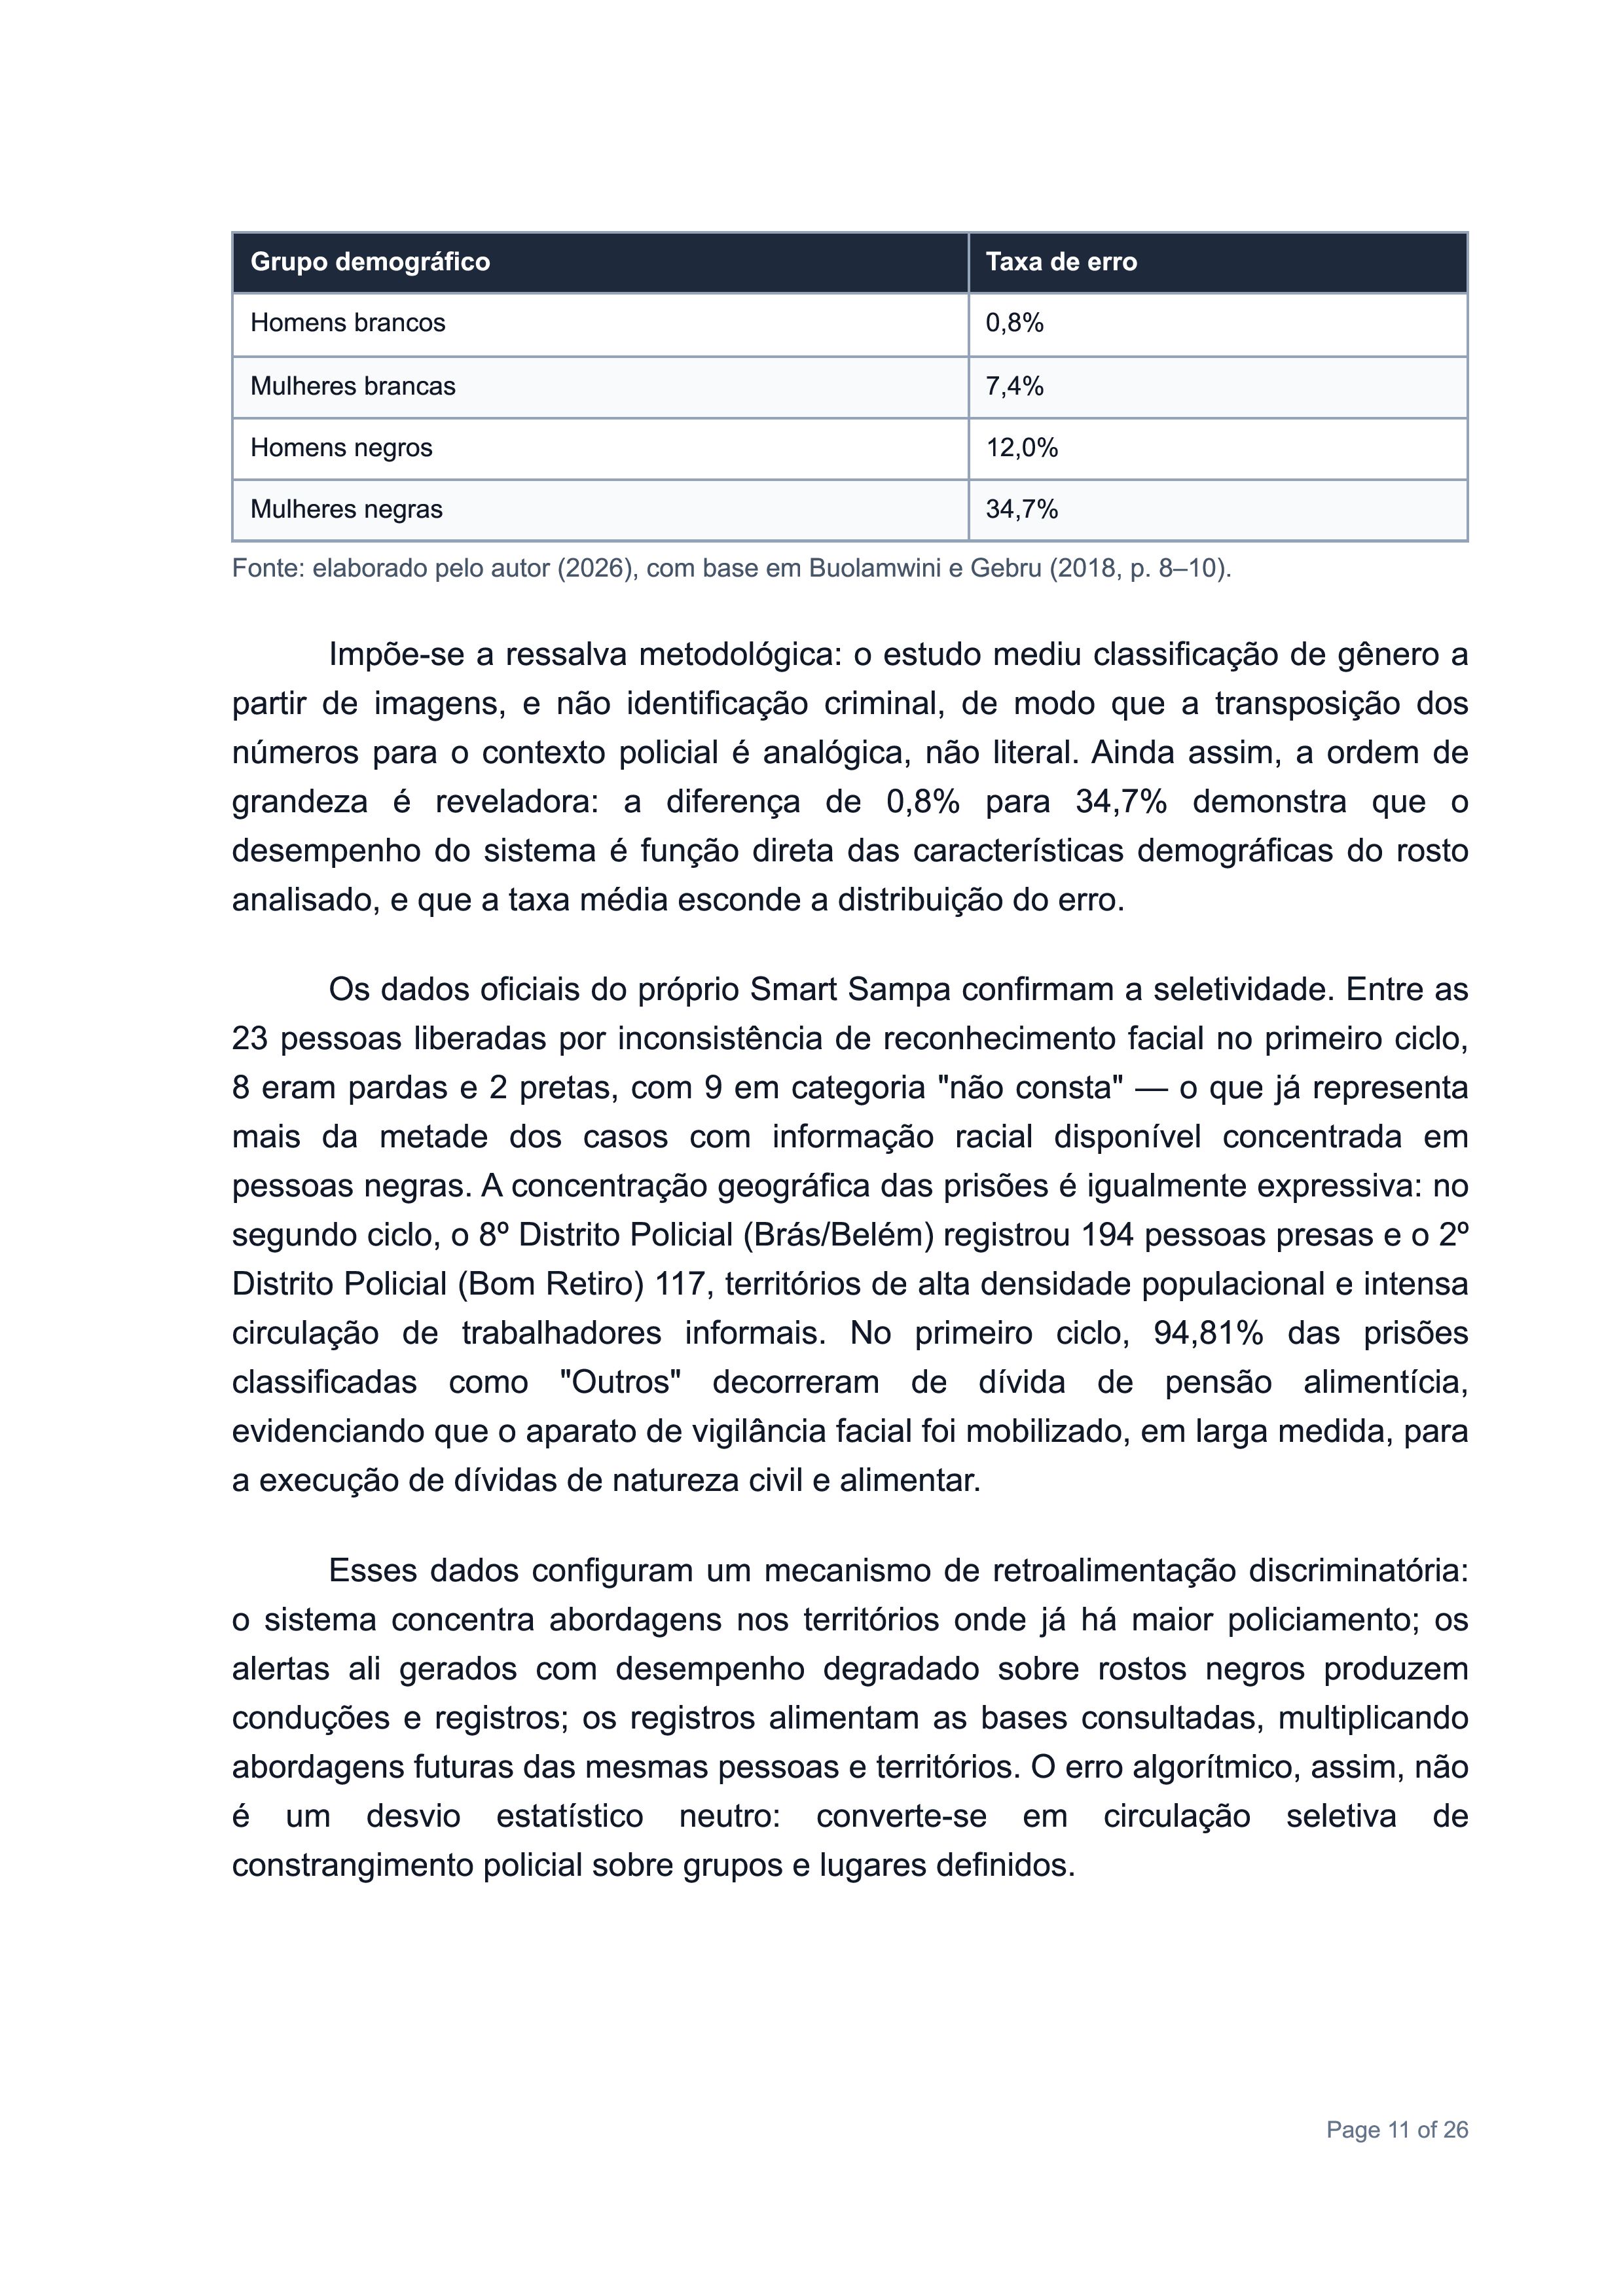 Grupo demográfico Taxa de erro
Homens brancos 0,8%
Mulheres brancas 7,4%
Homens negros 12,0%
Mulheres negras 34,7%
Fonte: elaborado pelo autor (2026), com base em Buolamwini e Gebru (2018, p. 8–10).
Impõe-se a ressalva metodológica: o estudo mediu classificação de gênero a
partir de imagens, e não identificação criminal, de modo que a transposição dos
números para o contexto policial é analógica, não literal. Ainda assim, a ordem de
grandeza é reveladora: a diferença de 0,8% para 34,7% demonstra que o
desempenho do sistema é função direta das características demográficas do rosto
analisado, e que a taxa média esconde a distribuição do erro.
Os dados oficiais do próprio Smart Sampa confirmam a seletividade. Entre as
23 pessoas liberadas por inconsistência de reconhecimento facial no primeiro ciclo,
8 eram pardas e 2 pretas, com 9 em categoria "não consta" — o que já representa
mais da metade dos casos com informação racial disponível concentrada em
pessoas negras. A concentração geográfica das prisões é igualmente expressiva: no
segundo ciclo, o 8º Distrito Policial (Brás/Belém) registrou 194 pessoas presas e o 2º
Distrito Policial (Bom Retiro) 117, territórios de alta densidade populacional e intensa
circulação de trabalhadores informais. No primeiro ciclo, 94,81% das prisões
classificadas como "Outros" decorreram de dívida de pensão alimentícia,
evidenciando que o aparato de vigilância facial foi mobilizado, em larga medida, para
a execução de dívidas de natureza civil e alimentar.
Esses dados configuram um mecanismo de retroalimentação discriminatória:
o sistema concentra abordagens nos territórios onde já há maior policiamento; os
alertas ali gerados com desempenho degradado sobre rostos negros produzem
conduções e registros; os registros alimentam as bases consultadas, multiplicando
abordagens futuras das mesmas pessoas e territórios. O erro algorítmico, assim, não
é um desvio estatístico neutro: converte-se em circulação seletiva de
constrangimento policial sobre grupos e lugares definidos.
Page 11 of 26